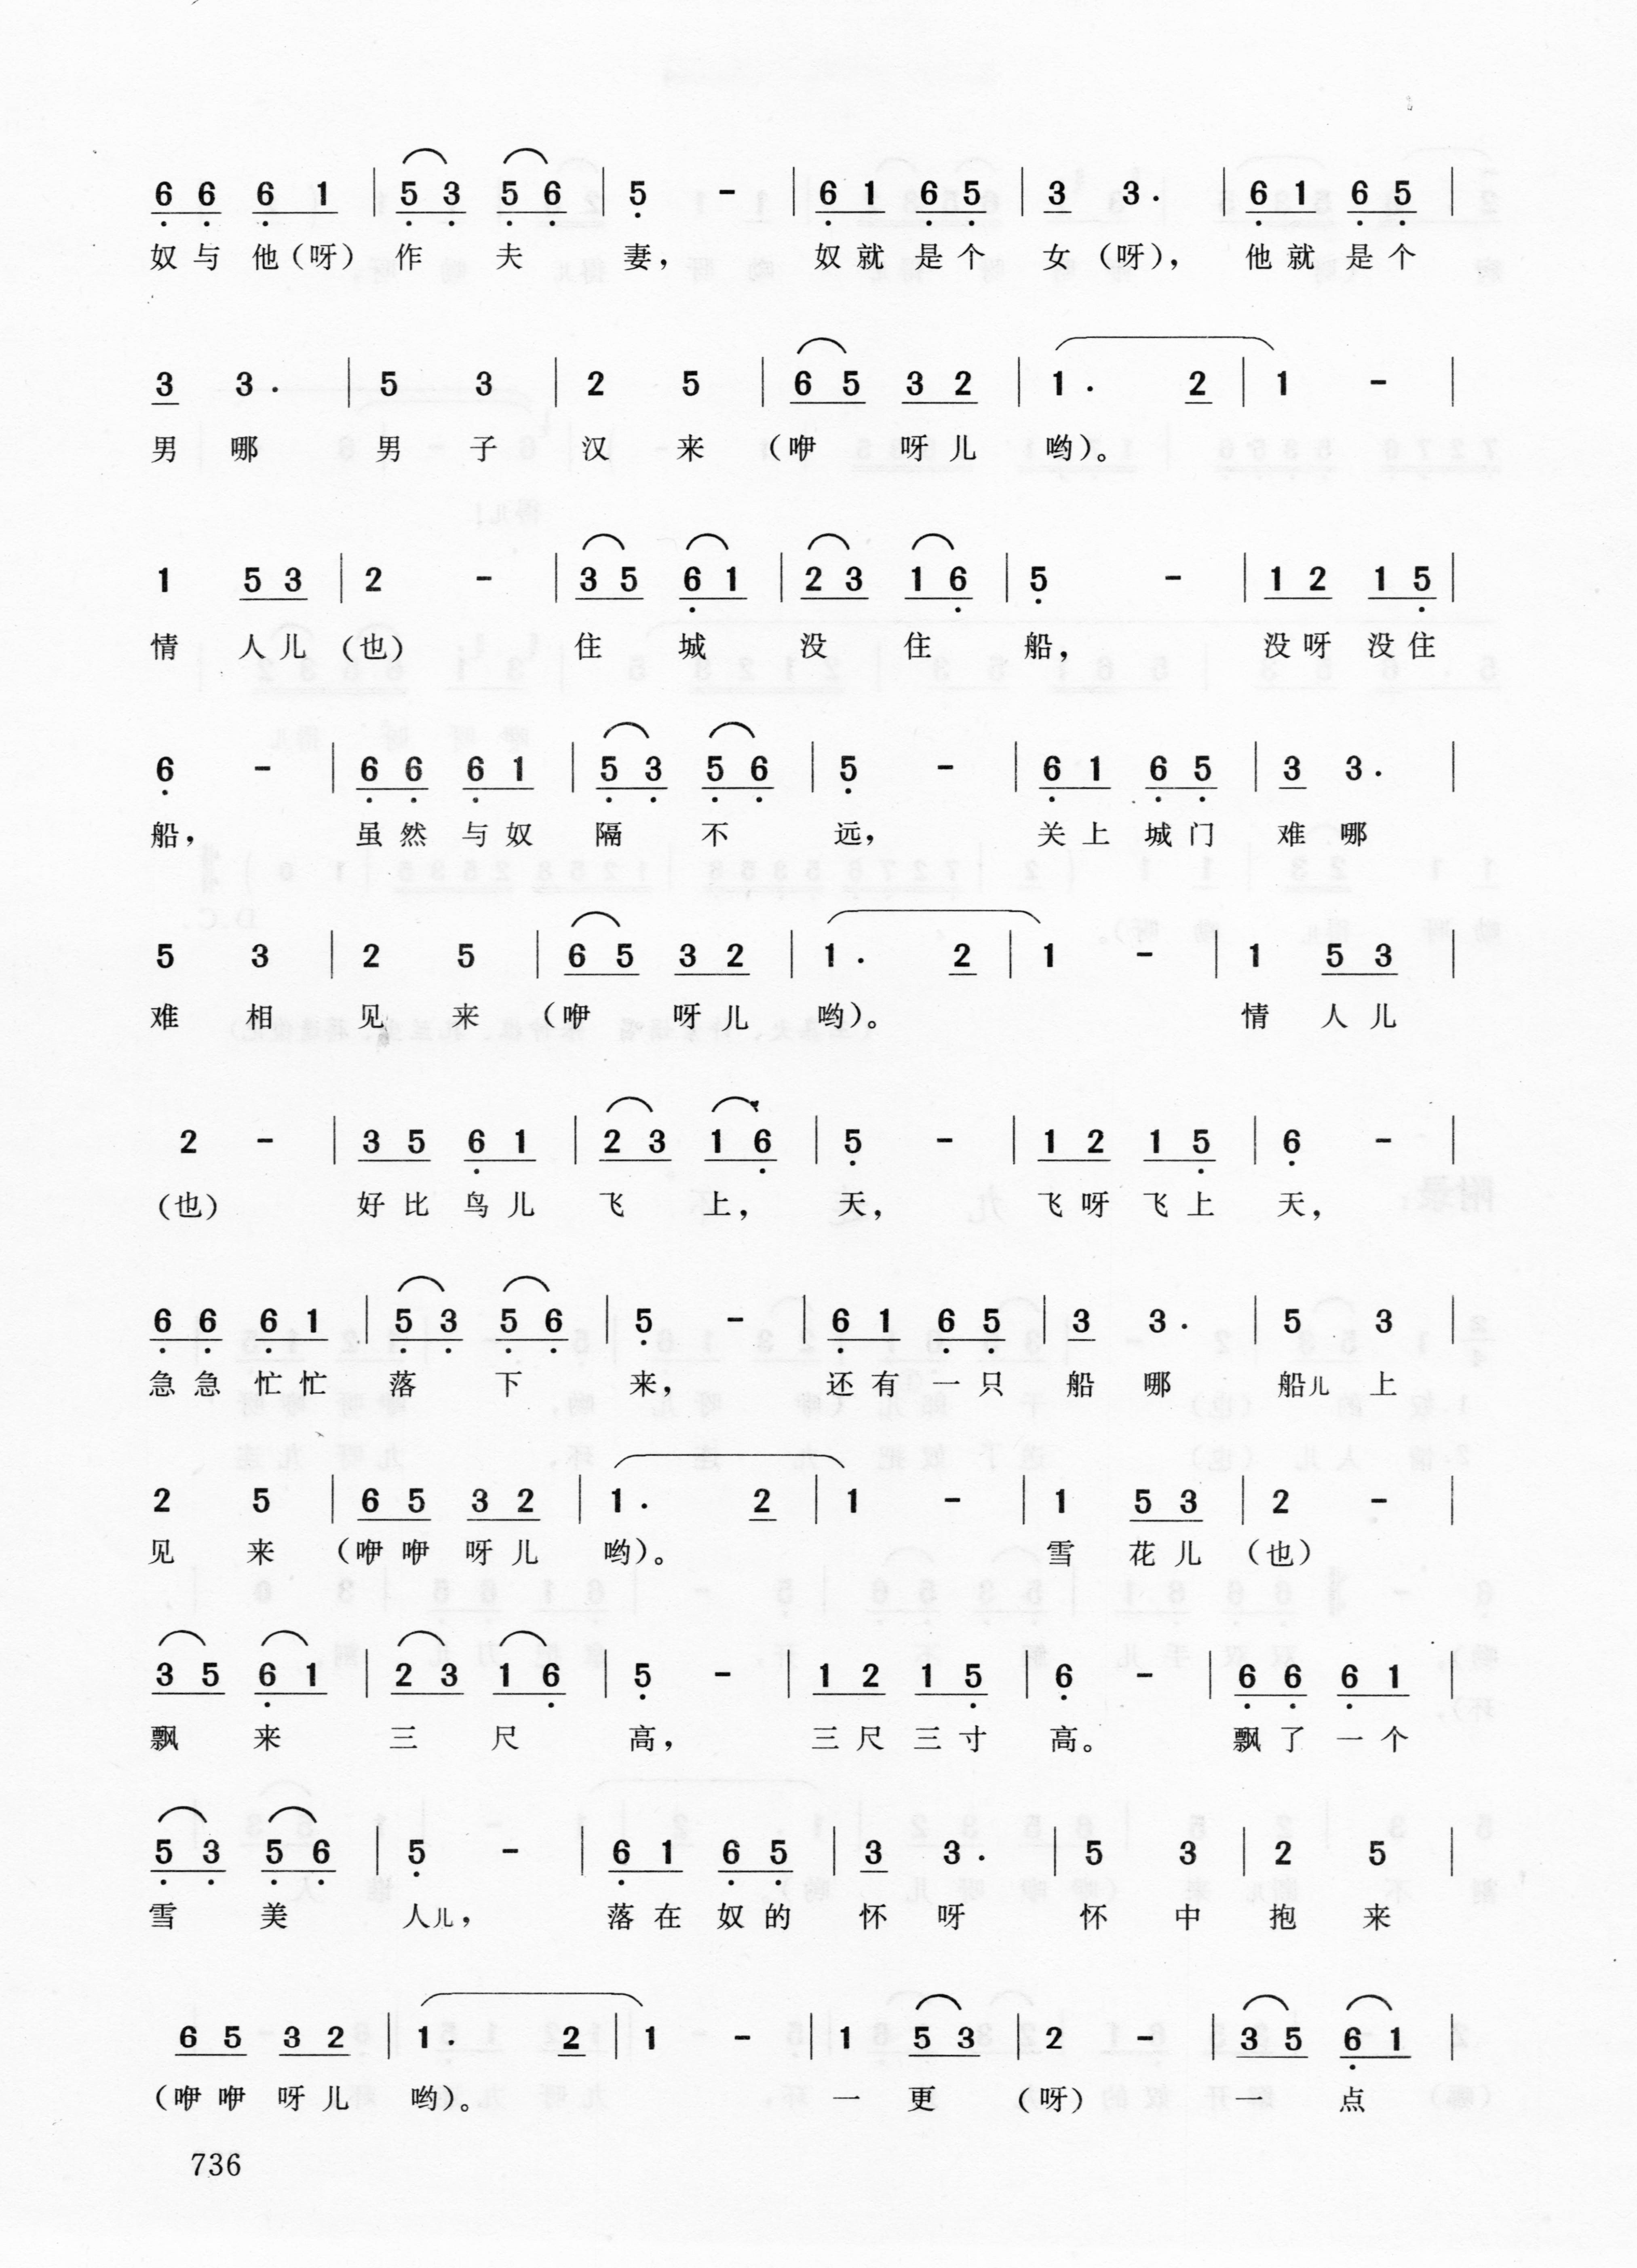 6 6 6 1 | 5 3 5 6 | 5 - | 6 1 6 5 | 3 3. | 6 1 6 5 |
奴与 他(呀) 作 夫 妻, 奴就 是个 女(呀), 他就 是个
3 3. | 5 3 | 2 5 | 6 5 3 2 | 1. 2 | 1 - |
男 哪 男 子 汉 来 (咿 呀儿 哟)。
1 5 3 | 2 - | 3 5 6 1 | 2 3 1 6 | 5 - | 1 2 1 5 |
情 人儿 (也) 住 城 没 住 船, 没呀 没住
6 - | 6 6 6 1 | 5 3 5 6 | 5 - | 6 1 6 5 | 3 3. |
船, 虽然 与奴 隔 不 远, 关上 城门 难 哪
5 3 | 2 5 | 6 5 3 2 | 1. 2 | 1 - | 1 5 3 |
难 相 见 来 (咿 呀儿 哟)。 情 人儿
2 - | 3 5 6 1 | 2 3 1 6 | 5 - | 1 2 1 5 | 6 - |
(也) 好比 鸟儿 飞 上, 天, 飞呀 飞上 天,
6 6 6 1 | 5 3 5 6 | 5 - | 6 1 6 5 | 3 3. | 5 3 |
急急 忙忙 落 下 来, 还有 一只 船 哪 船儿 上
2 5 | 6 5 3 2 | 1. 2 | 1 - | 1 5 3 | 2 - |
见 来 (咿咿 呀儿 哟)。 雪 花儿 (也)
3 5 6 1 | 2 3 1 6 | 5 - | 1 2 1 5 | 6 - | 6 6 6 1 |
飘 来 三 尺 高, 三尺 三寸 高。 飘了 一个
5 3 5 6 | 5 - | 6 1 6 5 | 3 3. | 5 3 | 2 5 |
雪 美 人儿, 落在 奴的 怀 呀 怀 中 抱 来
6 5 3 2 | 1. 2 | 1 - | 1 5 3 | 2 - | 3 5 6 1 |
(咿咿 呀儿 哟)。 一 更 (呀) 一 点
736